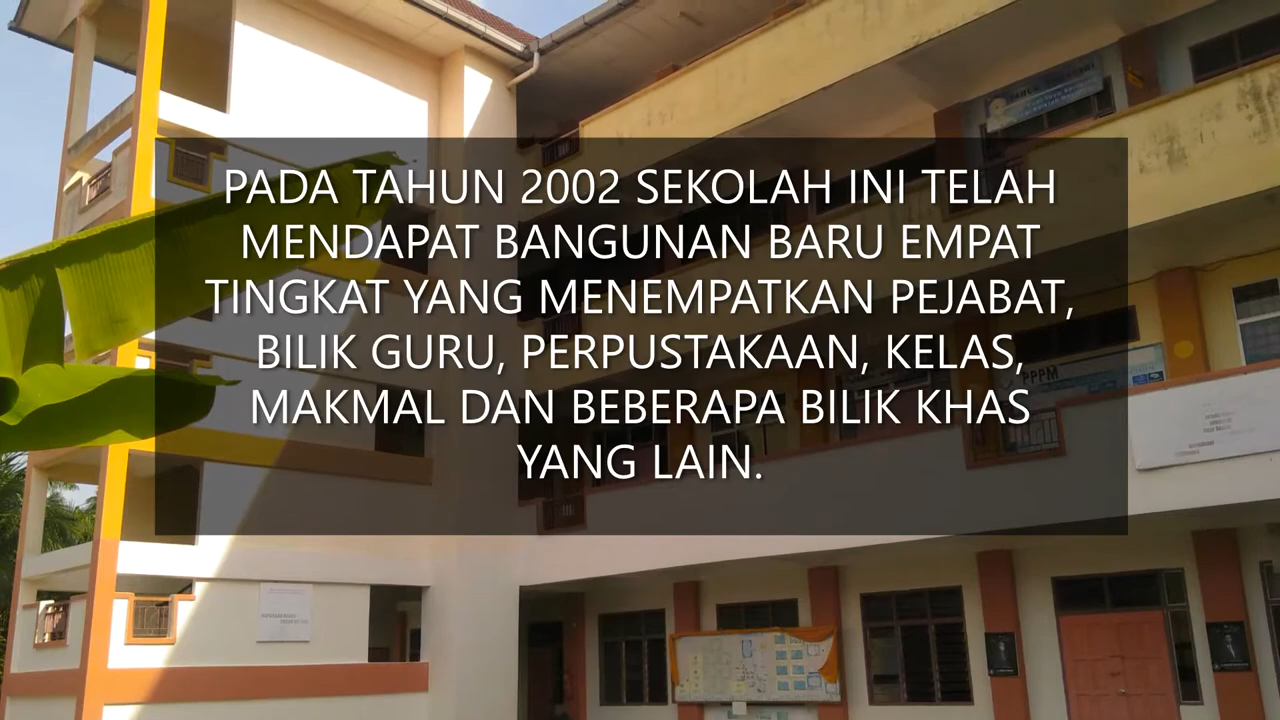 PADA TAHUN 2002 SEKOLAH INI TELAH
MENDAPAT BANGUNAN BARU EMPAT
TINGKAT YANG MENEMPATKAN PEJABAT,
BILIK GURU, PERPUSTAKAAN, KELAS,
MAKMAL DAN BEBERAPA BILIK KHAS
YANG LAIN.
PPPM